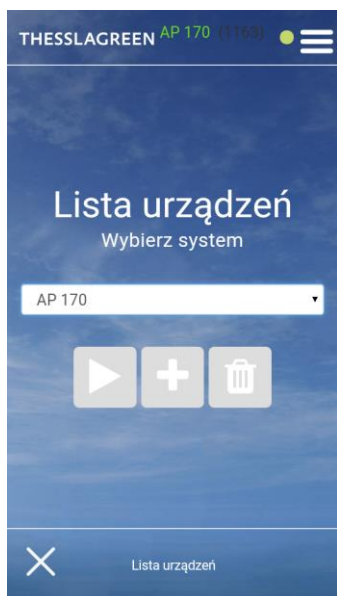 THESSLAGREEN AP 170 (1163)
Lista urządzeń
Wybierz system
AP 170
Lista urządzeń